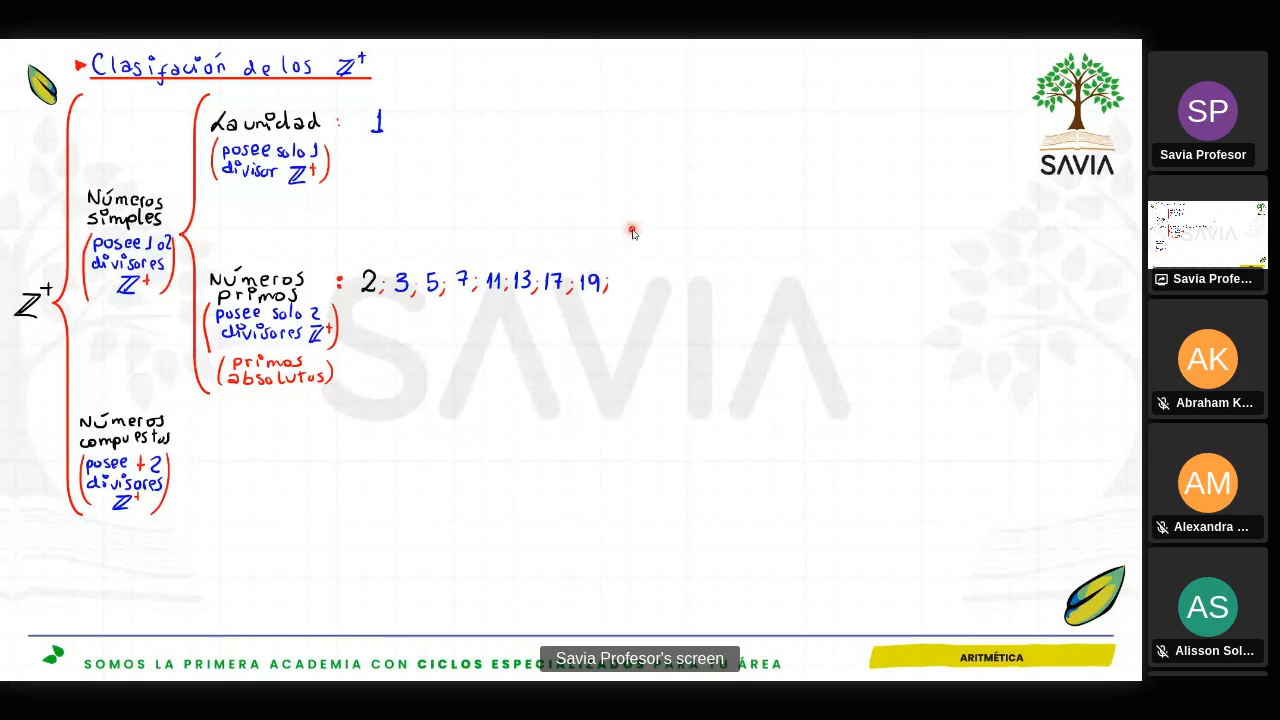 Clasifación de los ℤ⁺
La unidad : 1
(posee solo 1
divisor ℤ⁺)
Números
simples
(posee 1 o 2
divisores
ℤ⁺)
ℤ⁺
Números
primos
: 2; 3; 5; 7; 11; 13; 17; 19;
(posee solo 2
divisores ℤ⁺)
(primos
absolutos)
Números
compuestos
(posee + 2
divisores
ℤ⁺)
SAVIA
SAVIA
SOMOS LA PRIMERA ACADEMIA CON CICLOS ESPEC
ÁREA
Savia Profesor's screen
ARITMÉTICA
SP
Savia Profesor
Savia Profe...
AK
Abraham K...
AM
Alexandra ...
AS
Alisson Sol...